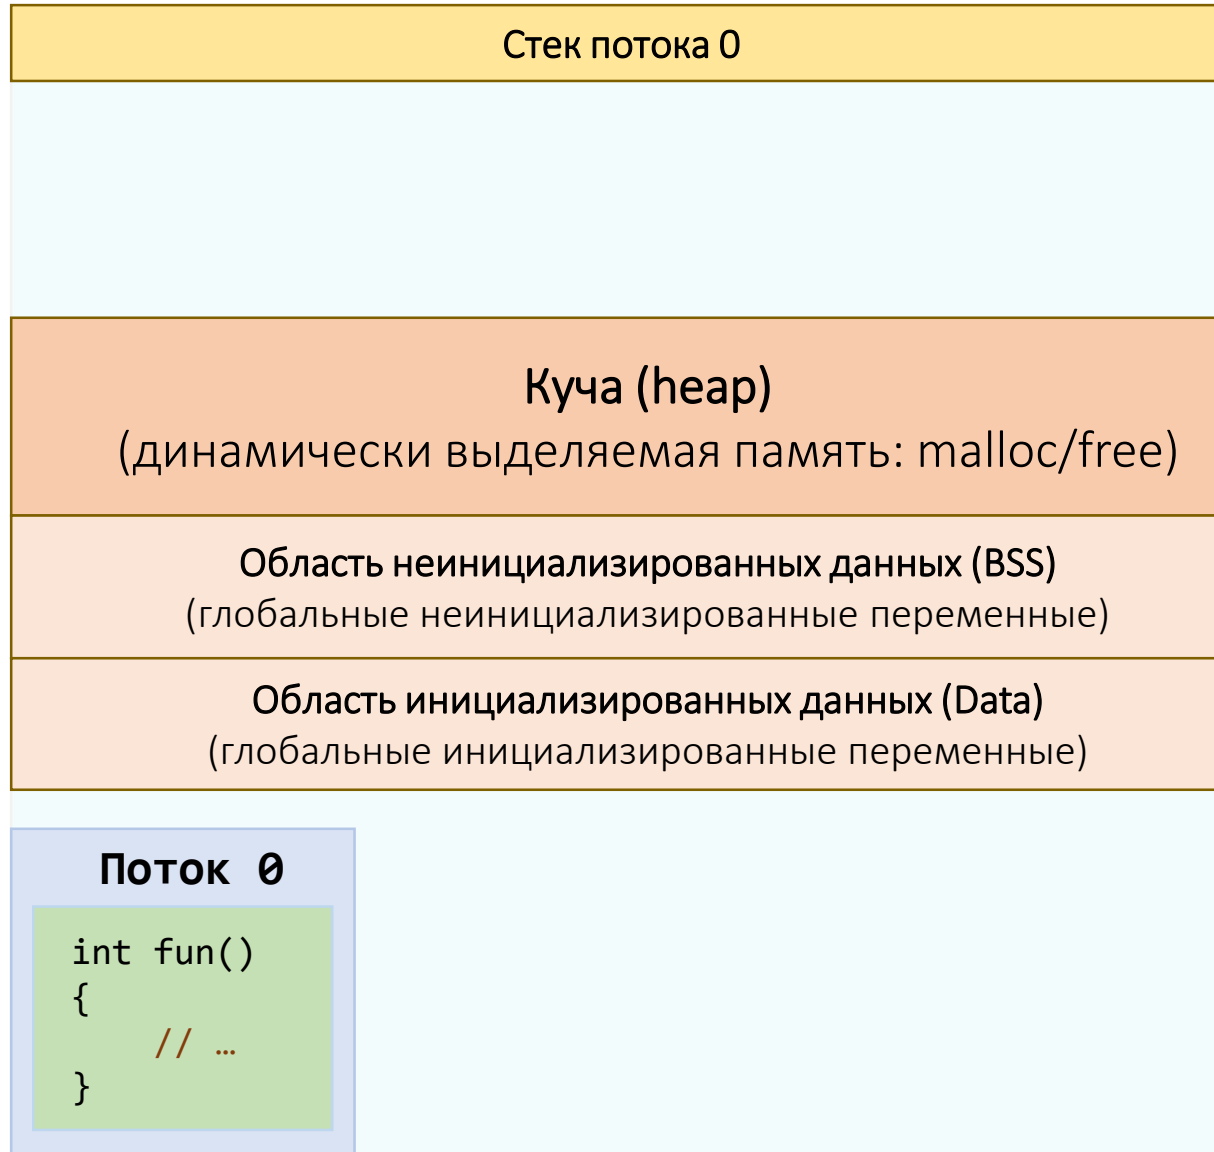 Стек потока 0
Куча (heap)
(динамически выделяемая память: malloc/free)
Область неинициализированных данных (BSS)
(глобальные неинициализированные переменные)
Область инициализированных данных (Data)
(глобальные инициализированные переменные)
Поток 0
int fun()
{
// …
}